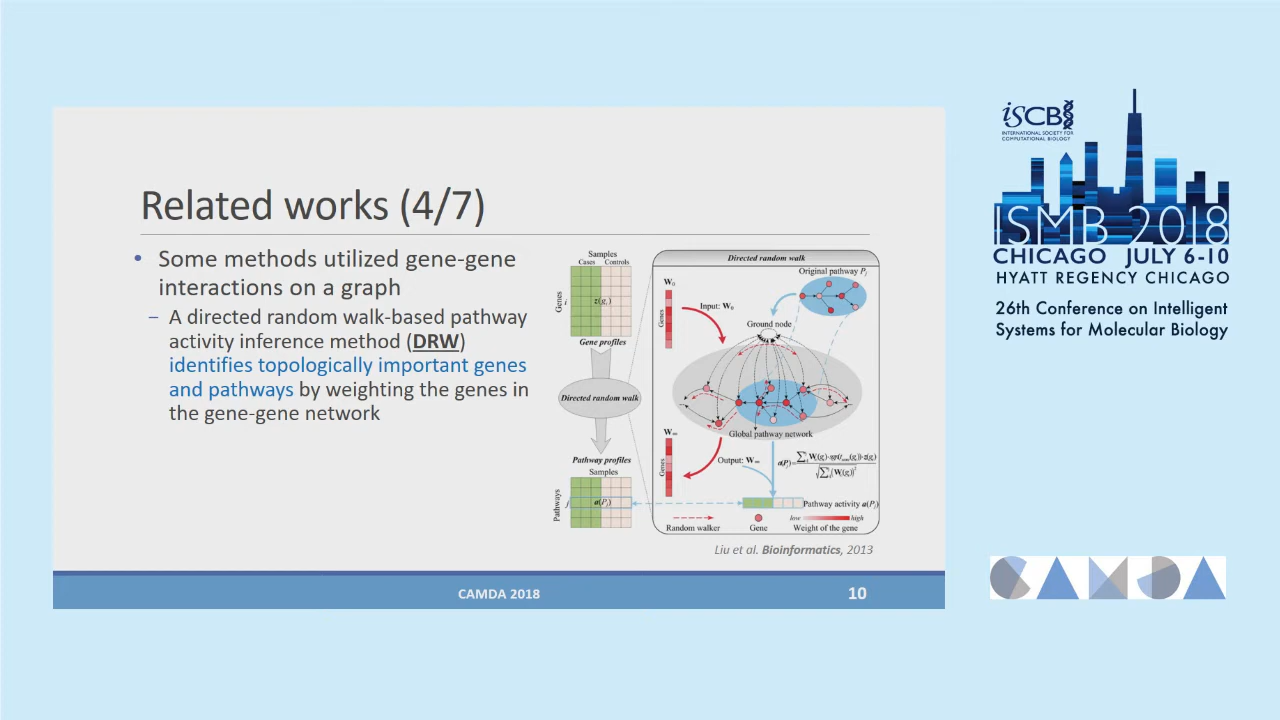 Related works (4/7)
• Some methods utilized gene-gene
interactions on a graph
– A directed random walk-based pathway
activity inference method (DRW)
identifies topologically important genes
and pathways by weighting the genes in
the gene-gene network
Samples
Cases Controls
Genes
i
z(gᵢ)
Gene profiles
Directed random walk
Pathway profiles
Samples
Pathways
j
a(Pⱼ)
Directed random walk
W₀
Genes
Input: W₀
Original pathway Pⱼ
Ground node
Global pathway network
W∞
Genes
Output: W∞
Pathway activity a(Pⱼ)
Random walker
Gene
low high
Weight of the gene
Liu et al. Bioinformatics, 2013
CAMDA 2018
10
iSCB
INTERNATIONAL SOCIETY FOR
COMPUTATIONAL BIOLOGY
ISMB 2018
CHICAGO JULY 6-10
HYATT REGENCY CHICAGO
26th Conference on Intelligent
Systems for Molecular Biology
CAMDA